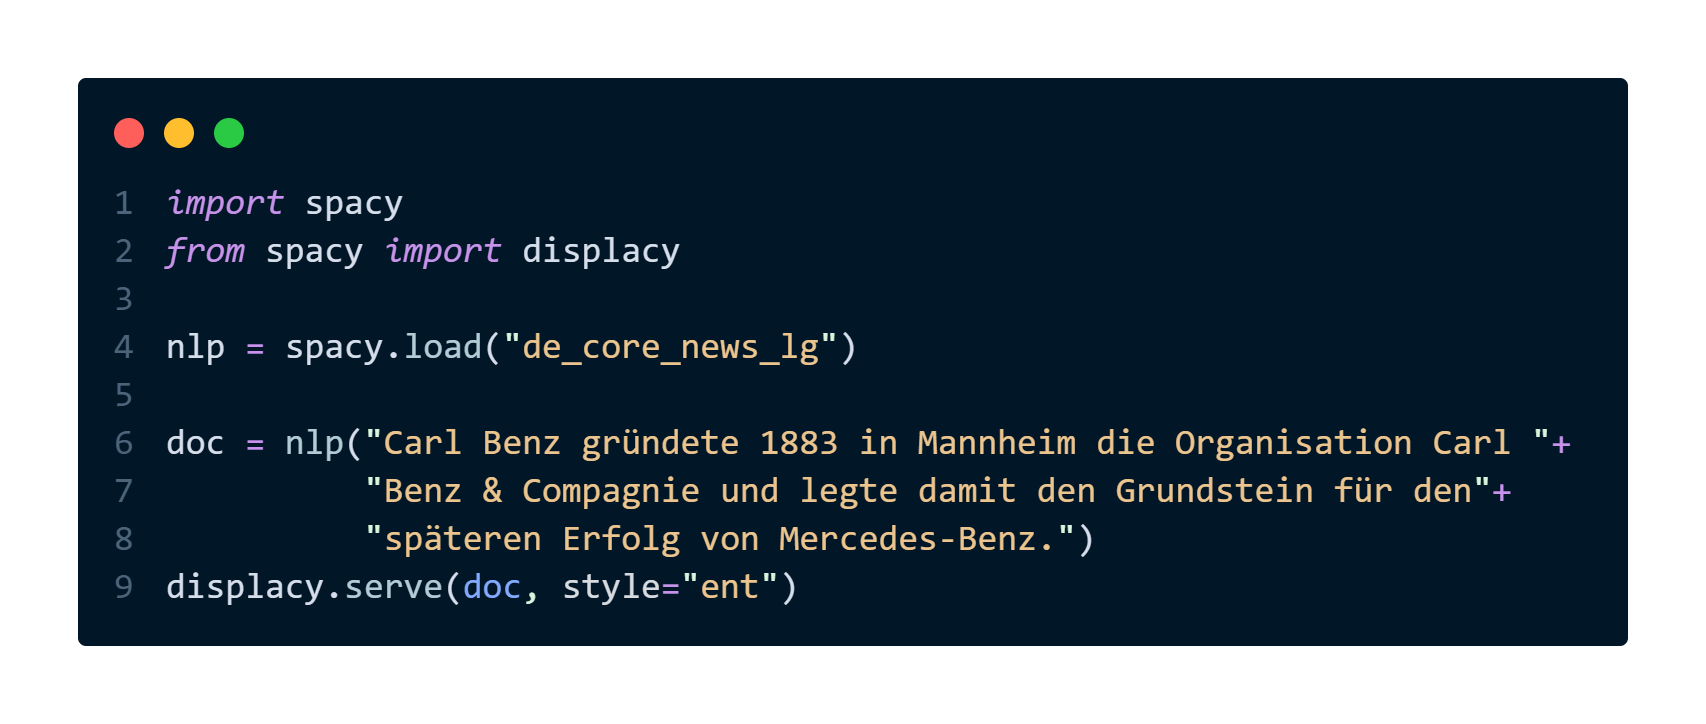 1 import spacy
2 from spacy import displacy
3
4 nlp = spacy.load("de_core_news_lg")
5
6 doc = nlp("Carl Benz gründete 1883 in Mannheim die Organisation Carl "+
7           "Benz & Compagnie und legte damit den Grundstein für den"+
8           "späteren Erfolg von Mercedes-Benz.")
9 displacy.serve(doc, style="ent")